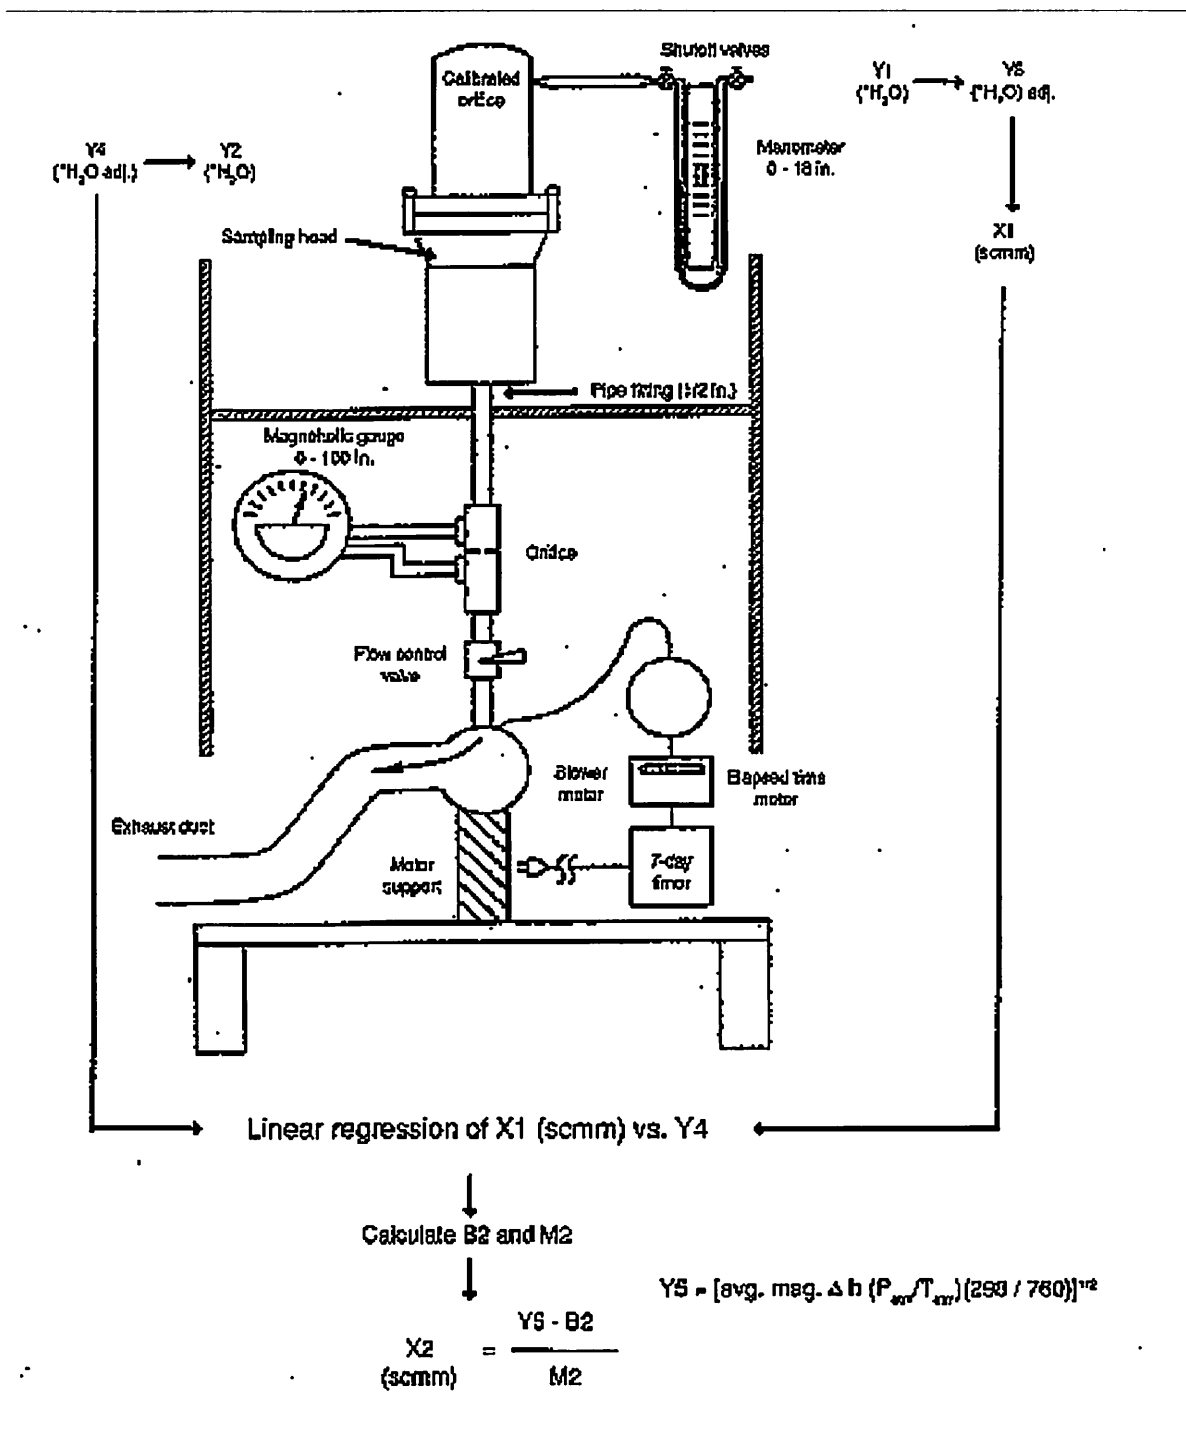 Shutoff valves
Calibrated
orifice
Y1
("H2O)
Y3
("H2O) adj.
Manometer
0 - 18 in.
Y4
("H2O adj.)
Y2
("H2O)
Sampling head
X1
(scmm)
Pipe fitting (1/2 in.)
Magnehelic gauge
0 - 100 in.
Orifice
Flow control
valve
Blower
motor
Elapsed time
motor
Exhaust duct
Motor
support
7-day
timer
Linear regression of X1 (scmm) vs. Y4
Calculate B2 and M2
Y5 = [avg. mag. Δ h (Pav/Tav)(298 / 760)]1/2
Y5 - B2
X2 =
(scmm) M2